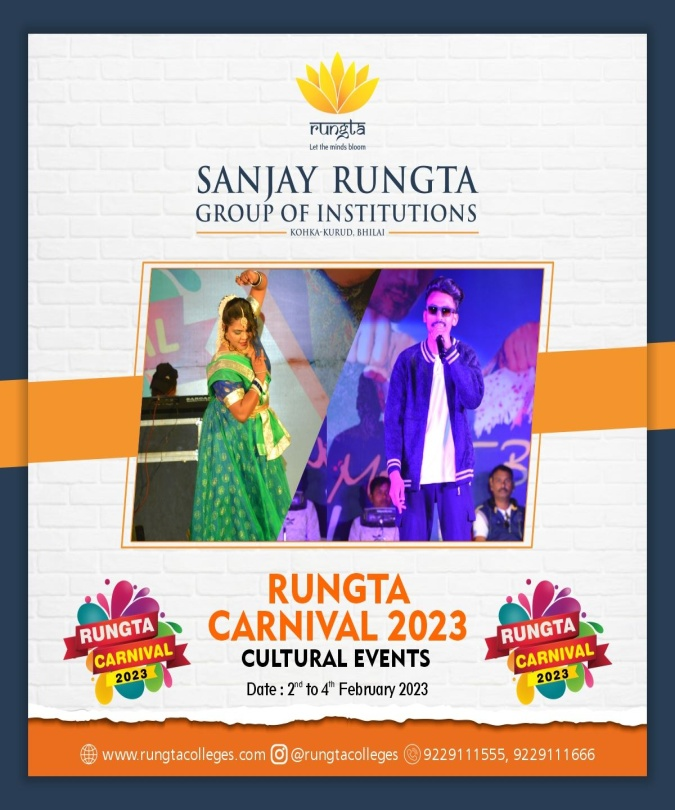 rungta
Let the minds bloom
SANJAY RUNGTA
GROUP OF INSTITUTIONS
KOHKA-KURUD, BHILAI
AL
RUNGTA
CARNIVAL 2023
CULTURAL EVENTS
Date : 2nd to 4th February 2023
RUNGTA
CARNIVAL
2023
RUNGTA
CARNIVAL
2023
www.rungtacolleges.com @rungtacolleges 9229111555, 9229111666